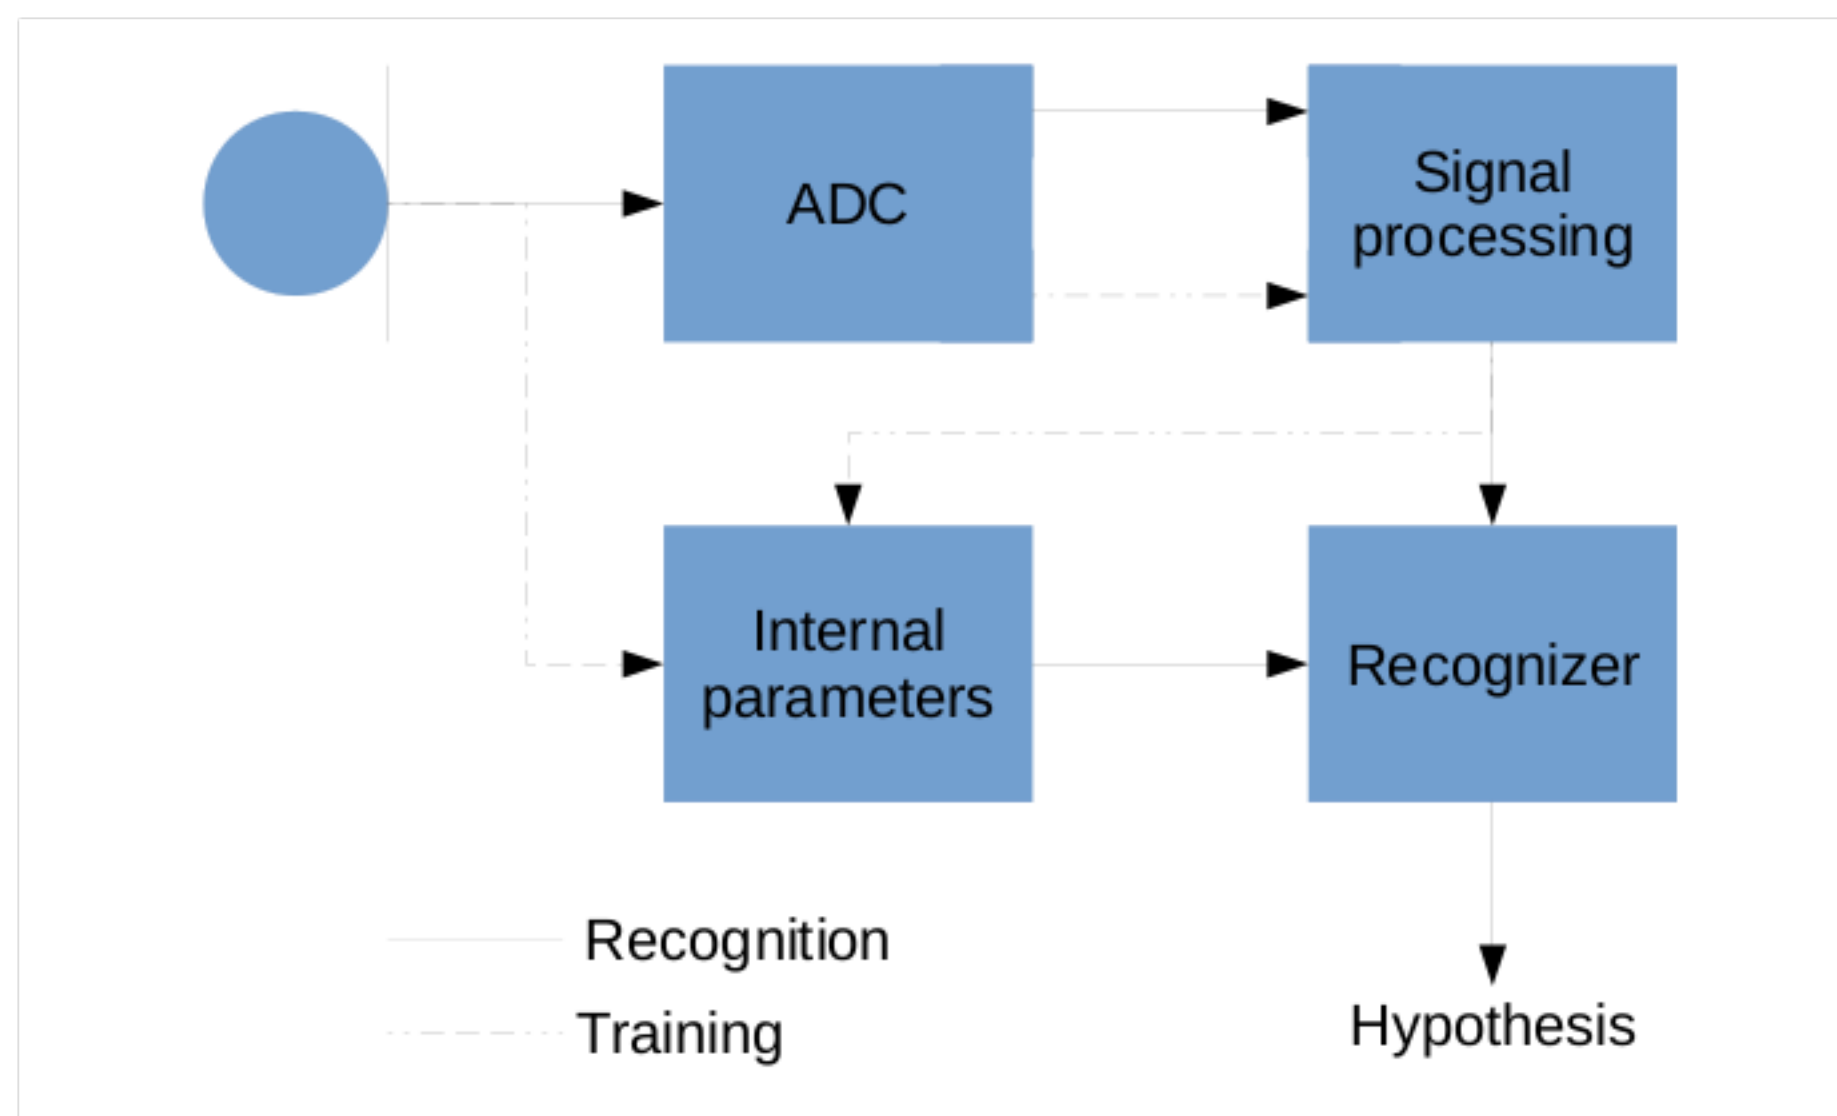 ADC
Signal
processing
Internal
parameters
Recognizer
Recognition
Training
Hypothesis